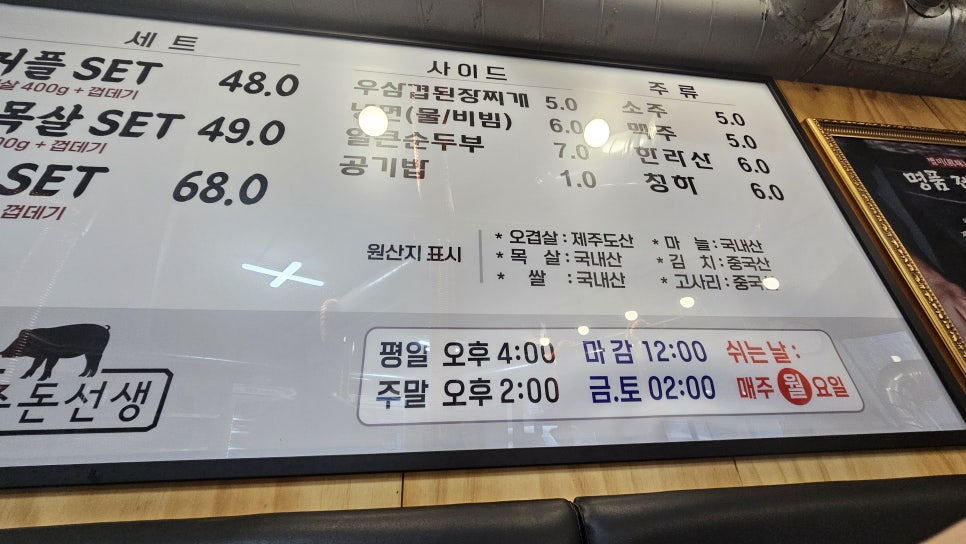 세트
커플 SET 48.0
살 400g + 껍데기
목살 SET 49.0
00g + 껍데기
SET 68.0
껍데기
사이드
우삼겹된장찌개 5.0
냉면(물/비빔) 6.0
얼큰순두부 7.0
공기밥 1.0
주류
소주 5.0
맥주 5.0
한라산 6.0
청하 6.0
원산지 표시
* 오겹살 : 제주도산
* 목 살 : 국내산
* 쌀 : 국내산
* 마 늘 : 국내산
* 김 치 : 중국산
* 고사리 : 중국산
돈선생
평일 오후 4:00 마감 12:00 쉬는날 :
주말 오후 2:00 금.토 02:00 매주 월요일
명품